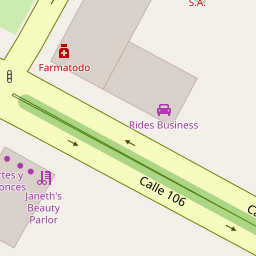 S.A.
Farmatodo
Rides Business
rtes y
onces
Janeth's
Beauty
Parlor
Calle 106
Ca